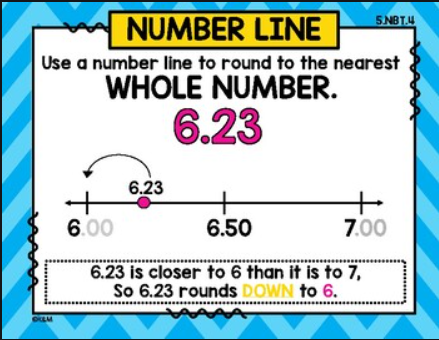 NUMBER LINE
5.NBT.4
Use a number line to round to the nearest
WHOLE NUMBER.
6.23
6.23
6.00 6.50 7.00
6.23 is closer to 6 than it is to 7,
So 6.23 rounds DOWN to 6.